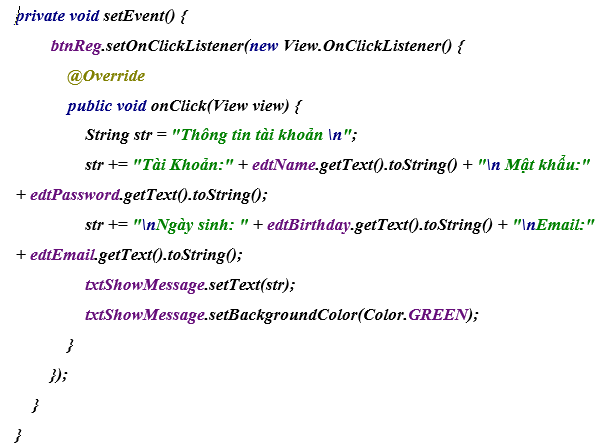 private void setEvent() {
btnReg.setOnClickListener(new View.OnClickListener() {
@Override
public void onClick(View view) {
String str = "Thông tin tài khoản \n";
str += "Tài Khoản:" + edtName.getText().toString() + "\n Mật khẩu:"
+ edtPassword.getText().toString();
str += "\nNgày sinh: " + edtBirthday.getText().toString() + "\nEmail:"
+ edtEmail.getText().toString();
txtShowMessage.setText(str);
txtShowMessage.setBackgroundColor(Color.GREEN);
}
});
}
}